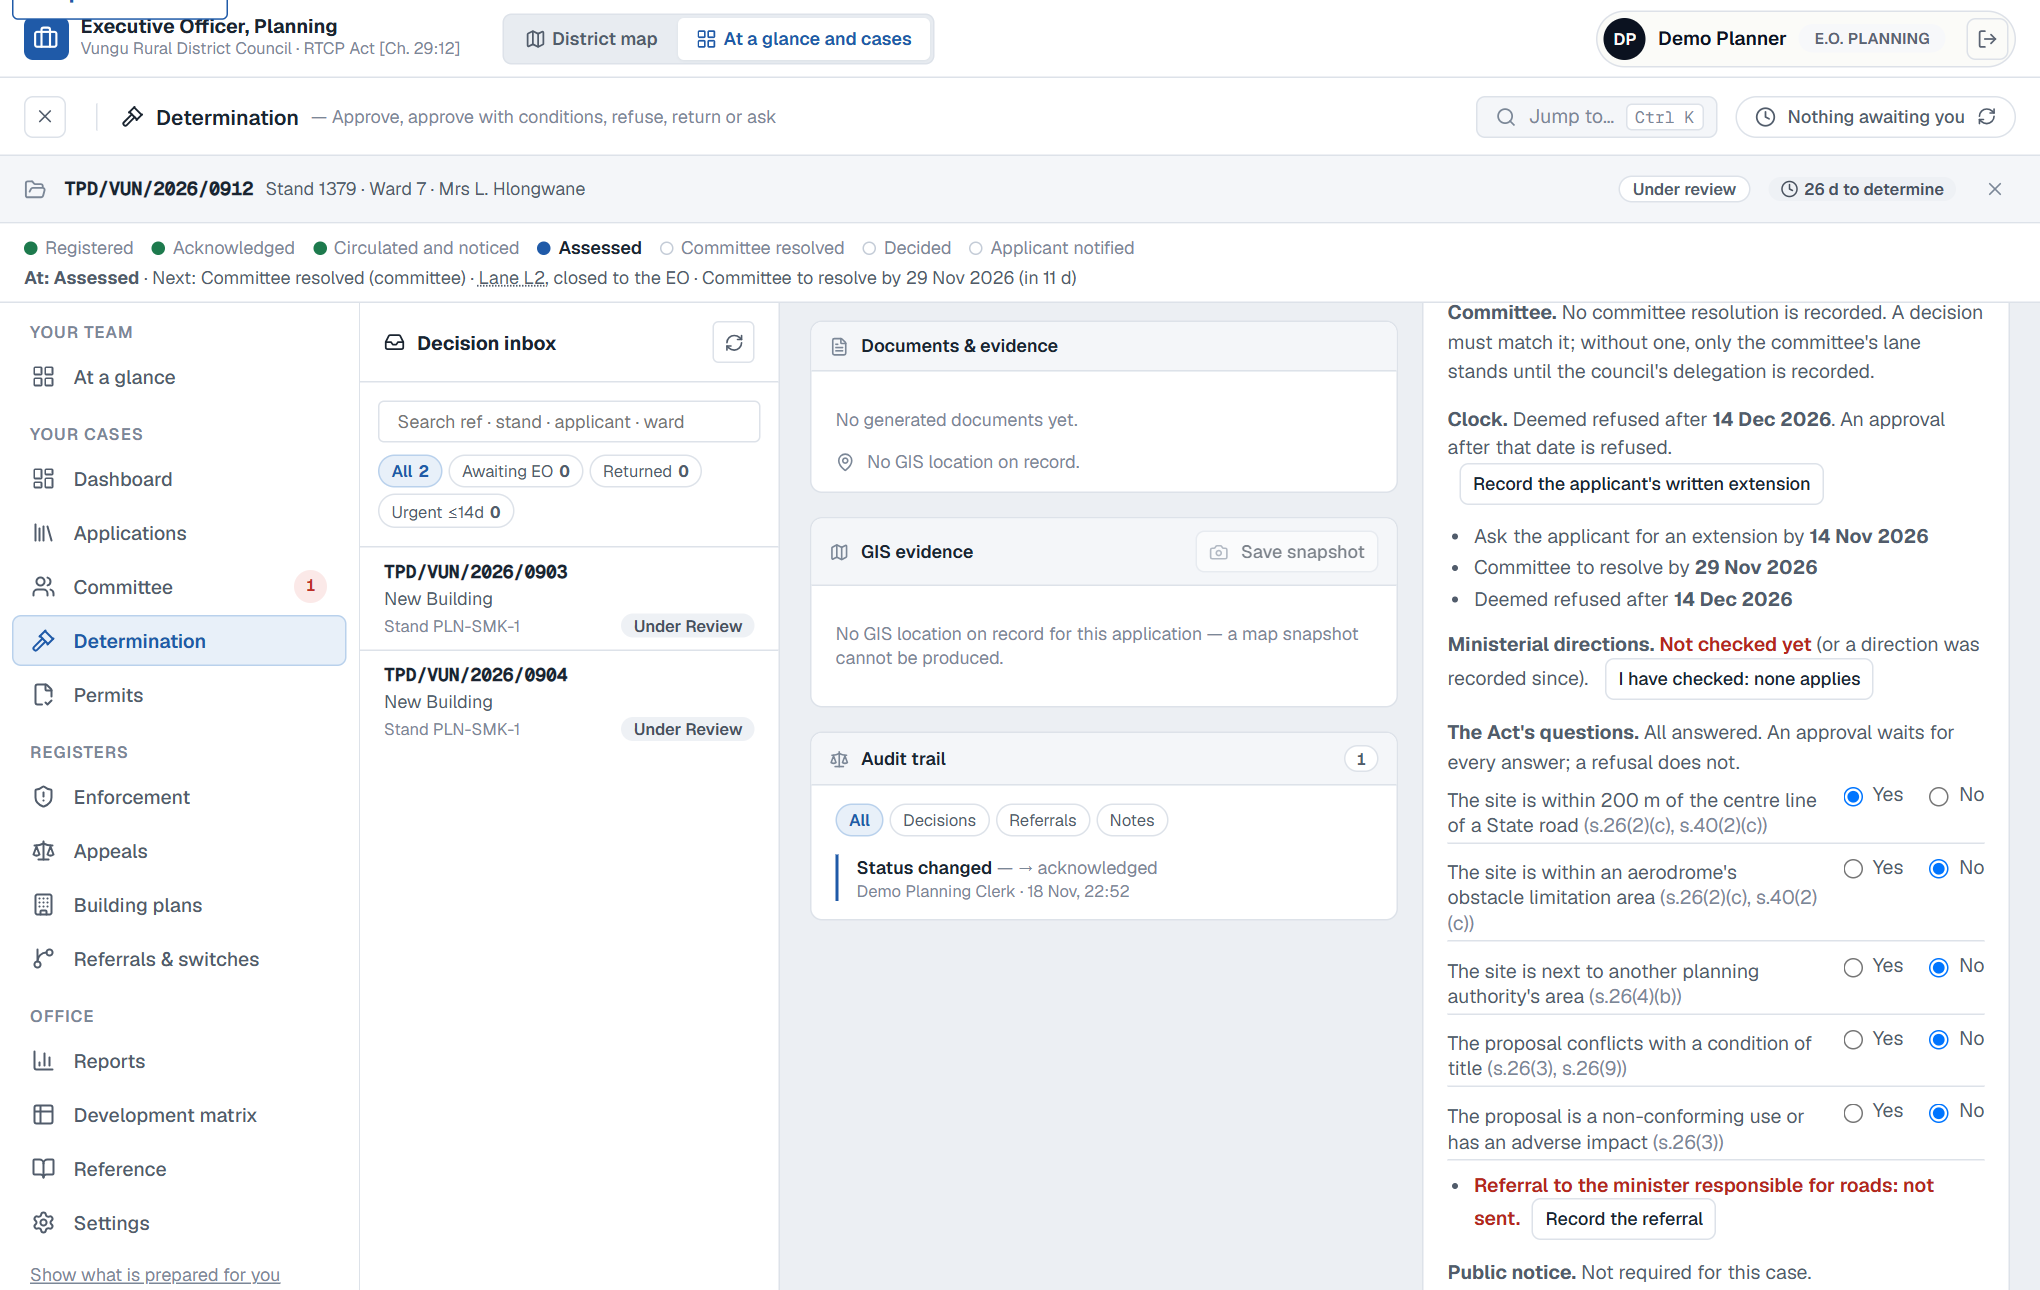 Executive Officer, Planning
Vungu Rural District Council · RTCP Act [Ch. 29:12]
District map
At a glance and cases
DP
Demo Planner
E.O. PLANNING
Determination
— Approve, approve with conditions, refuse, return or ask
Jump to...
Ctrl K
Nothing awaiting you
TPD/VUN/2026/0912
Stand 1379 · Ward 7 · Mrs L. Hlongwane
Under review
26 d to determine
Registered
Acknowledged
Circulated and noticed
Assessed
Committee resolved
Decided
Applicant notified
At: Assessed · Next: Committee resolved (committee) · Lane L2, closed to the EO · Committee to resolve by 29 Nov 2026 (in 11 d)
YOUR TEAM
At a glance
YOUR CASES
Dashboard
Applications
Committee
1
Determination
Permits
REGISTERS
Enforcement
Appeals
Building plans
Referrals & switches
OFFICE
Reports
Development matrix
Reference
Settings
Show what is prepared for you
Decision inbox
Search ref · stand · applicant · ward
All 2
Awaiting EO 0
Returned 0
Urgent ≤14d 0
TPD/VUN/2026/0903
New Building
Stand PLN-SMK-1
Under Review
TPD/VUN/2026/0904
New Building
Stand PLN-SMK-1
Under Review
Documents & evidence
No generated documents yet.
No GIS location on record.
GIS evidence
Save snapshot
No GIS location on record for this application — a map snapshot
cannot be produced.
Audit trail
1
All
Decisions
Referrals
Notes
Status changed — → acknowledged
Demo Planning Clerk · 18 Nov, 22:52
Committee. No committee resolution is recorded. A decision
must match it; without one, only the committee's lane
stands until the council's delegation is recorded.
Clock. Deemed refused after 14 Dec 2026. An approval
after that date is refused.
Record the applicant's written extension
• Ask the applicant for an extension by 14 Nov 2026
• Committee to resolve by 29 Nov 2026
• Deemed refused after 14 Dec 2026
Ministerial directions. Not checked yet (or a direction was
recorded since).
I have checked: none applies
The Act's questions. All answered. An approval waits for
every answer; a refusal does not.
The site is within 200 m of the centre line
of a State road (s.26(2)(c), s.40(2)(c))
Yes
No
The site is within an aerodrome's
obstacle limitation area (s.26(2)(c), s.40(2)
(c))
Yes
No
The site is next to another planning
authority's area (s.26(4)(b))
Yes
No
The proposal conflicts with a condition of
title (s.26(3), s.26(9))
Yes
No
The proposal is a non-conforming use or
has an adverse impact (s.26(3))
Yes
No
• Referral to the minister responsible for roads: not
sent.
Record the referral
Public notice. Not required for this case.